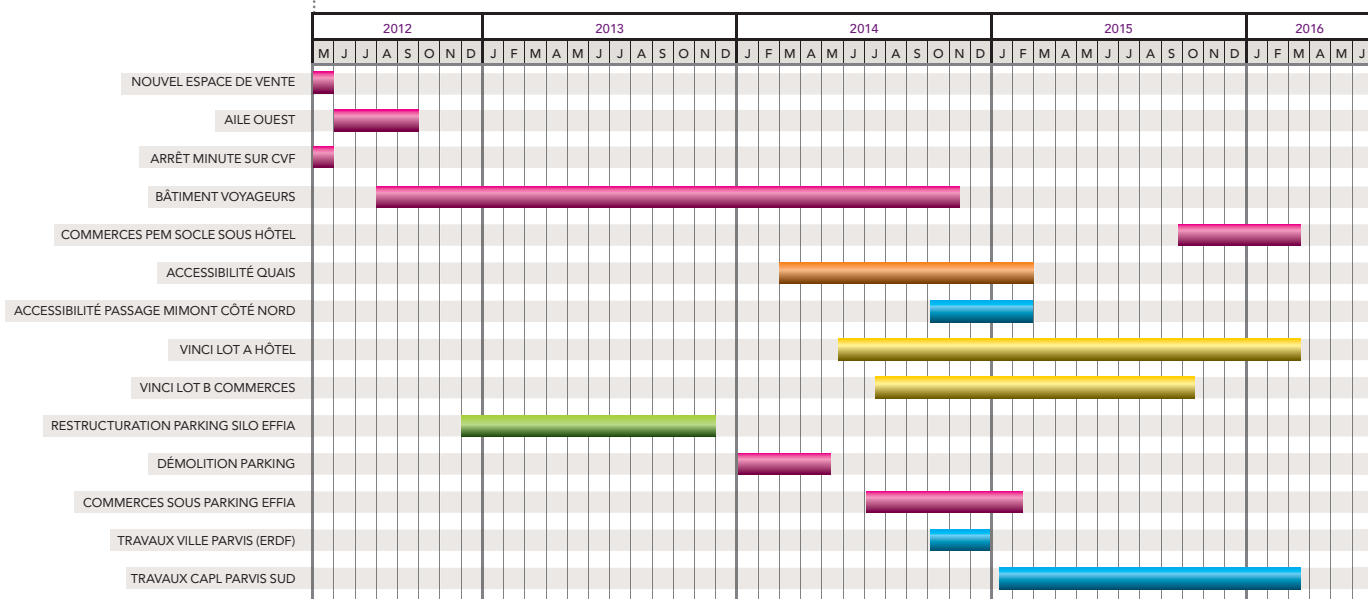 2012 2013 2014 2015 2016
M J J A S O N D J F M A M J J A S O N D J F M A M J J A S O N D J F M A M J J A S O N D J F M A M J
NOUVEL ESPACE DE VENTE
AILE OUEST
ARRÊT MINUTE SUR CVF
BÂTIMENT VOYAGEURS
COMMERCES PEM SOCLE SOUS HÔTEL
ACCESSIBILITÉ QUAIS
ACCESSIBILITÉ PASSAGE MIMONT CÔTÉ NORD
VINCI LOT A HÔTEL
VINCI LOT B COMMERCES
RESTRUCTURATION PARKING SILO EFFIA
DÉMOLITION PARKING
COMMERCES SOUS PARKING EFFIA
TRAVAUX VILLE PARVIS (ERDF)
TRAVAUX CAPL PARVIS SUD